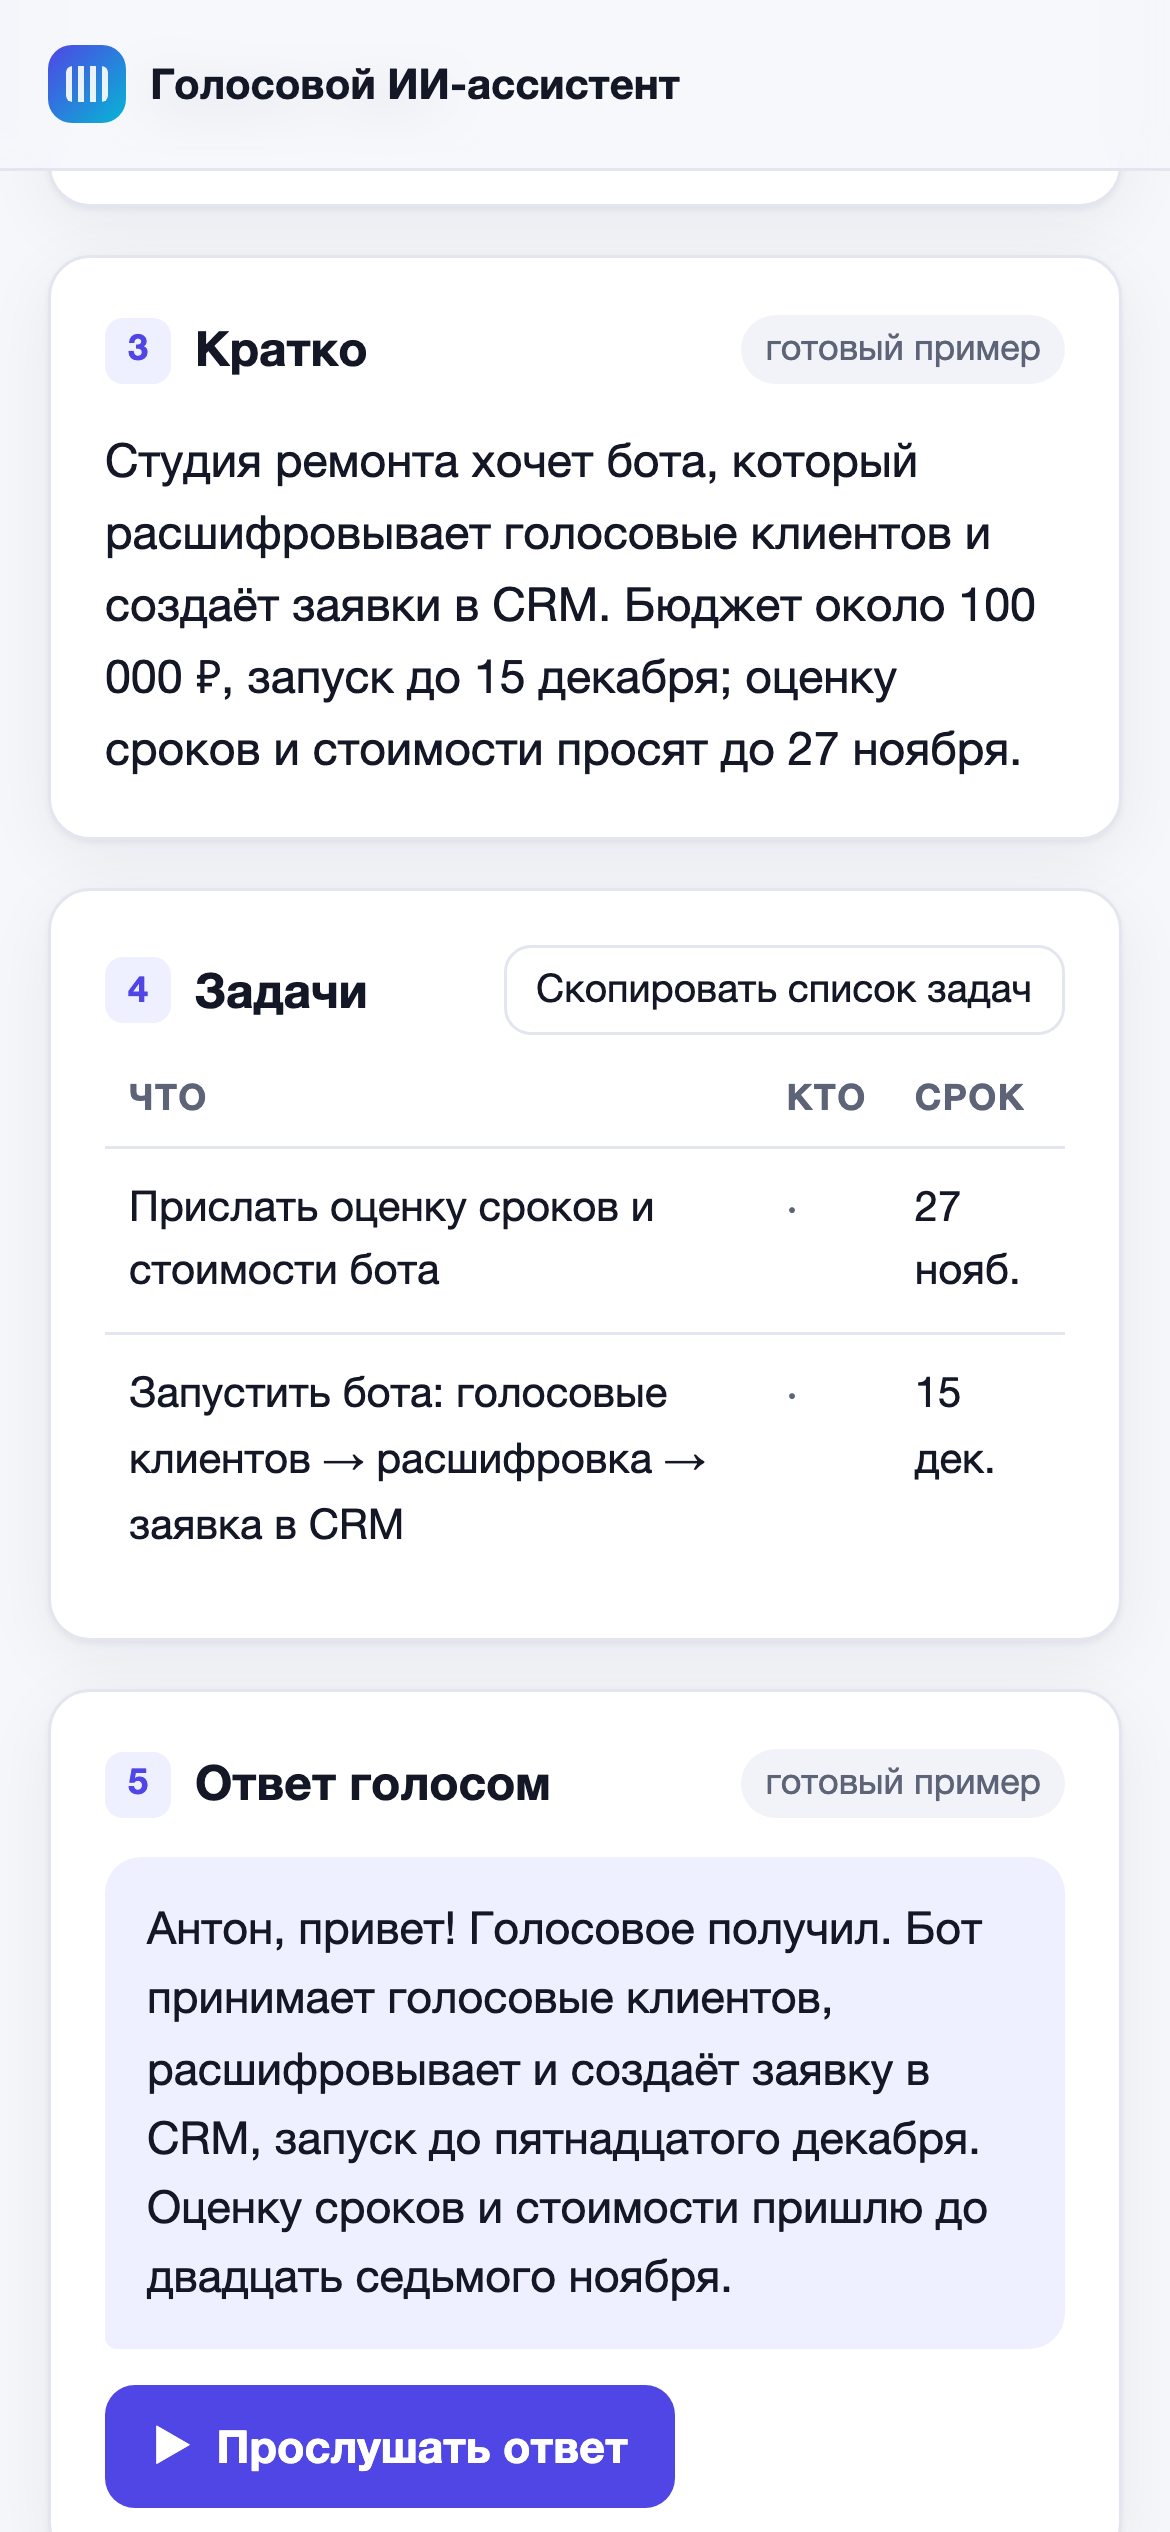 Голосовой ИИ-ассистент
3 Кратко готовый пример
Студия ремонта хочет бота, который
расшифровывает голосовые клиентов и
создаёт заявки в CRM. Бюджет около 100
000 ₽, запуск до 15 декабря; оценку
сроков и стоимости просят до 27 ноября.
4 Задачи Скопировать список задач
ЧТО КТО СРОК
Прислать оценку сроков и · 27
стоимости бота нояб.
Запустить бота: голосовые · 15
клиентов → расшифровка → дек.
заявка в CRM
5 Ответ голосом готовый пример
Антон, привет! Голосовое получил. Бот
принимает голосовые клиентов,
расшифровывает и создаёт заявку в
CRM, запуск до пятнадцатого декабря.
Оценку сроков и стоимости пришлю до
двадцать седьмого ноября.
▶ Прослушать ответ